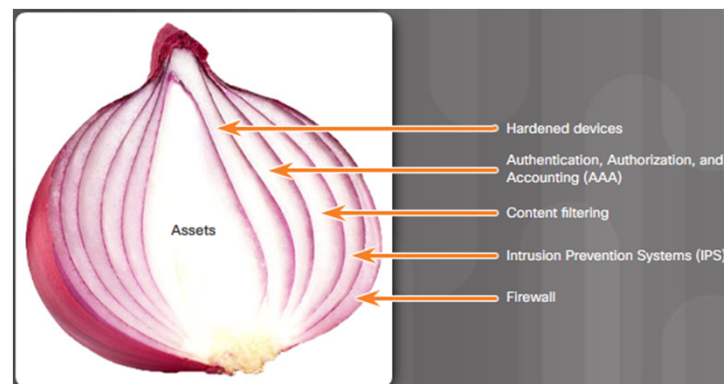 Hardened devices
Authentication, Authorization, and
Accounting (AAA)
Content filtering
Assets
Intrusion Prevention Systems (IPS)
Firewall